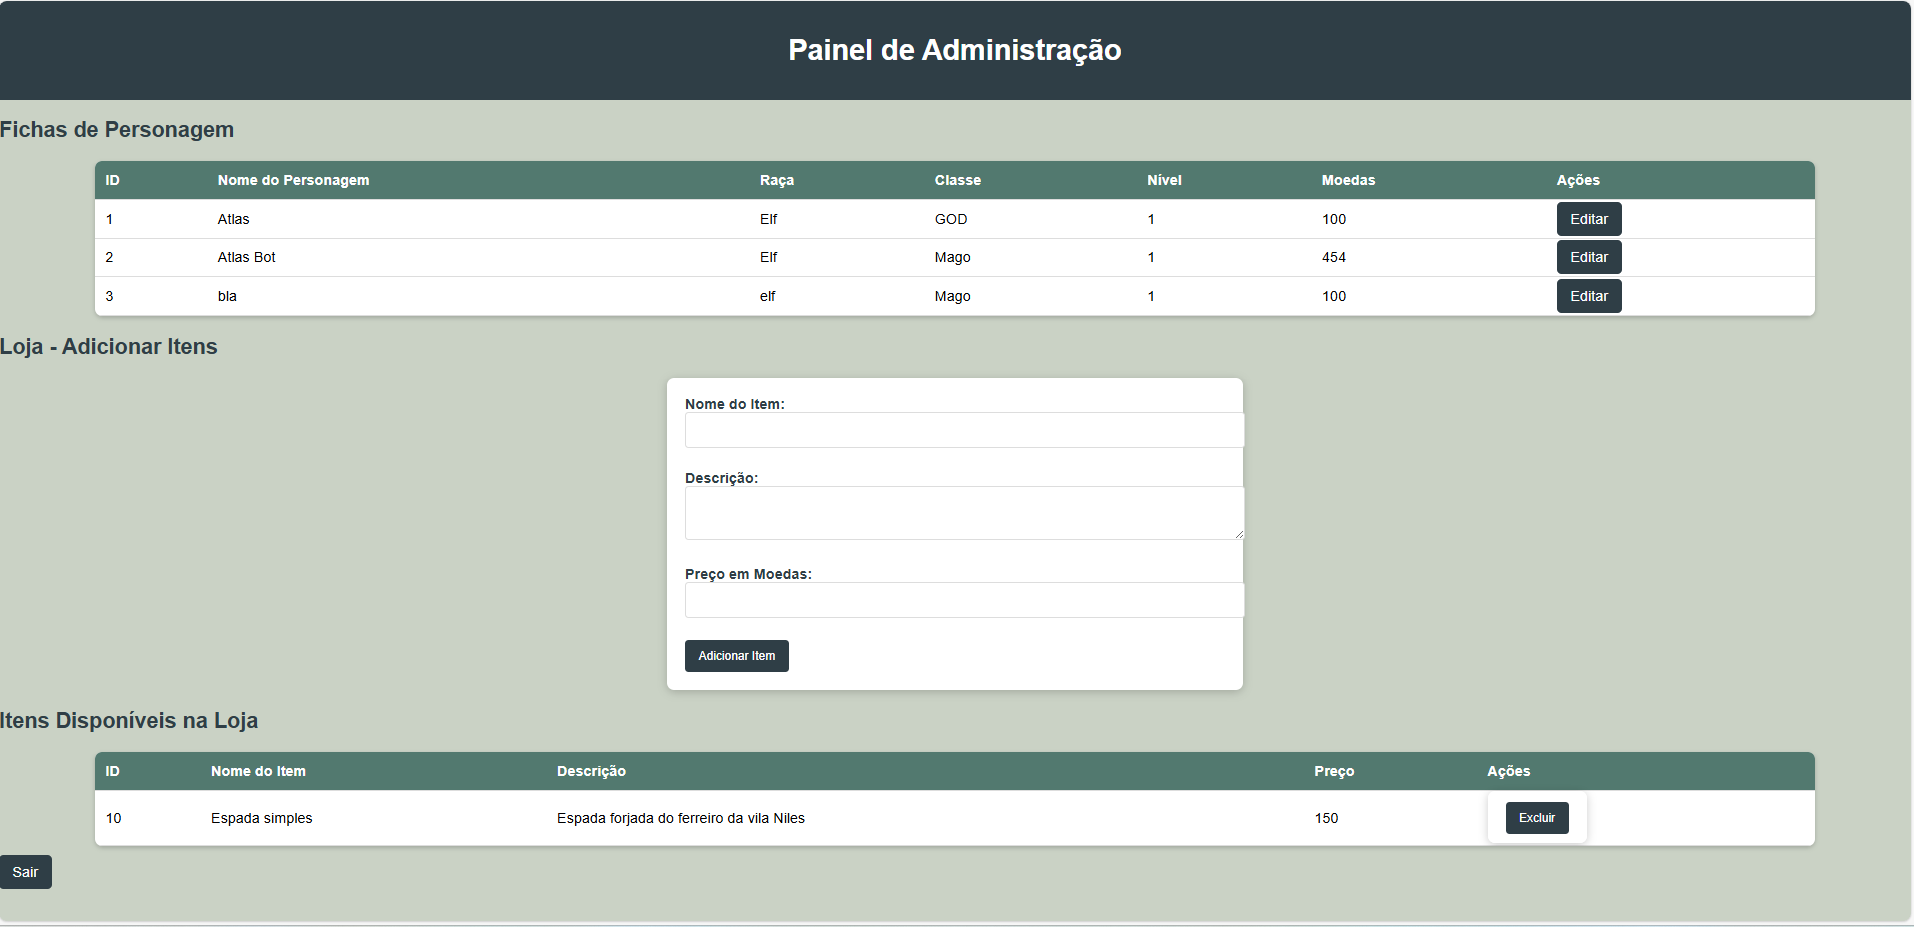 Painel de Administração
Fichas de Personagem
ID Nome do Personagem Raça Classe Nível Moedas Ações
1 Atlas Elf GOD 1 100 Editar
2 Atlas Bot Elf Mago 1 454 Editar
3 bla elf Mago 1 100 Editar
Loja - Adicionar Itens
Nome do Item:
Descrição:
Preço em Moedas:
Adicionar Item
Itens Disponíveis na Loja
ID Nome do Item Descrição Preço Ações
10 Espada simples Espada forjada do ferreiro da vila Niles 150 Excluir
Sair